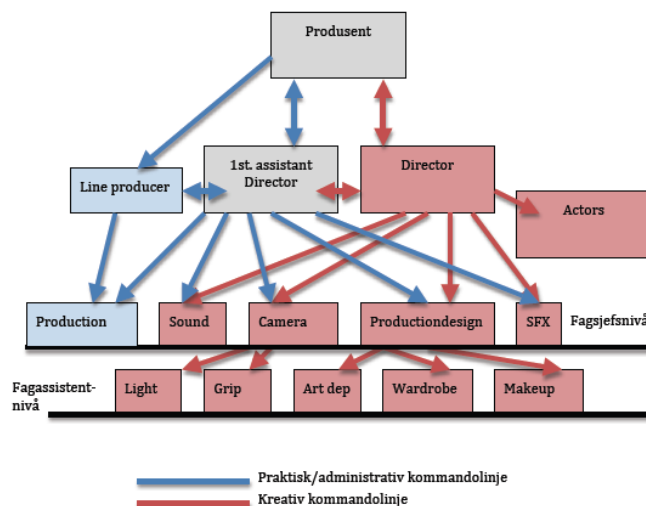 Produsent
1st. assistant
Director
Director
Line producer
Actors
Production
Sound
Camera
Productiondesign
SFX
Fagsjefsnivå
Fagassistent-
nivå
Light
Grip
Art dep
Wardrobe
Makeup
Praktisk/administrativ kommandolinje
Kreativ kommandolinje